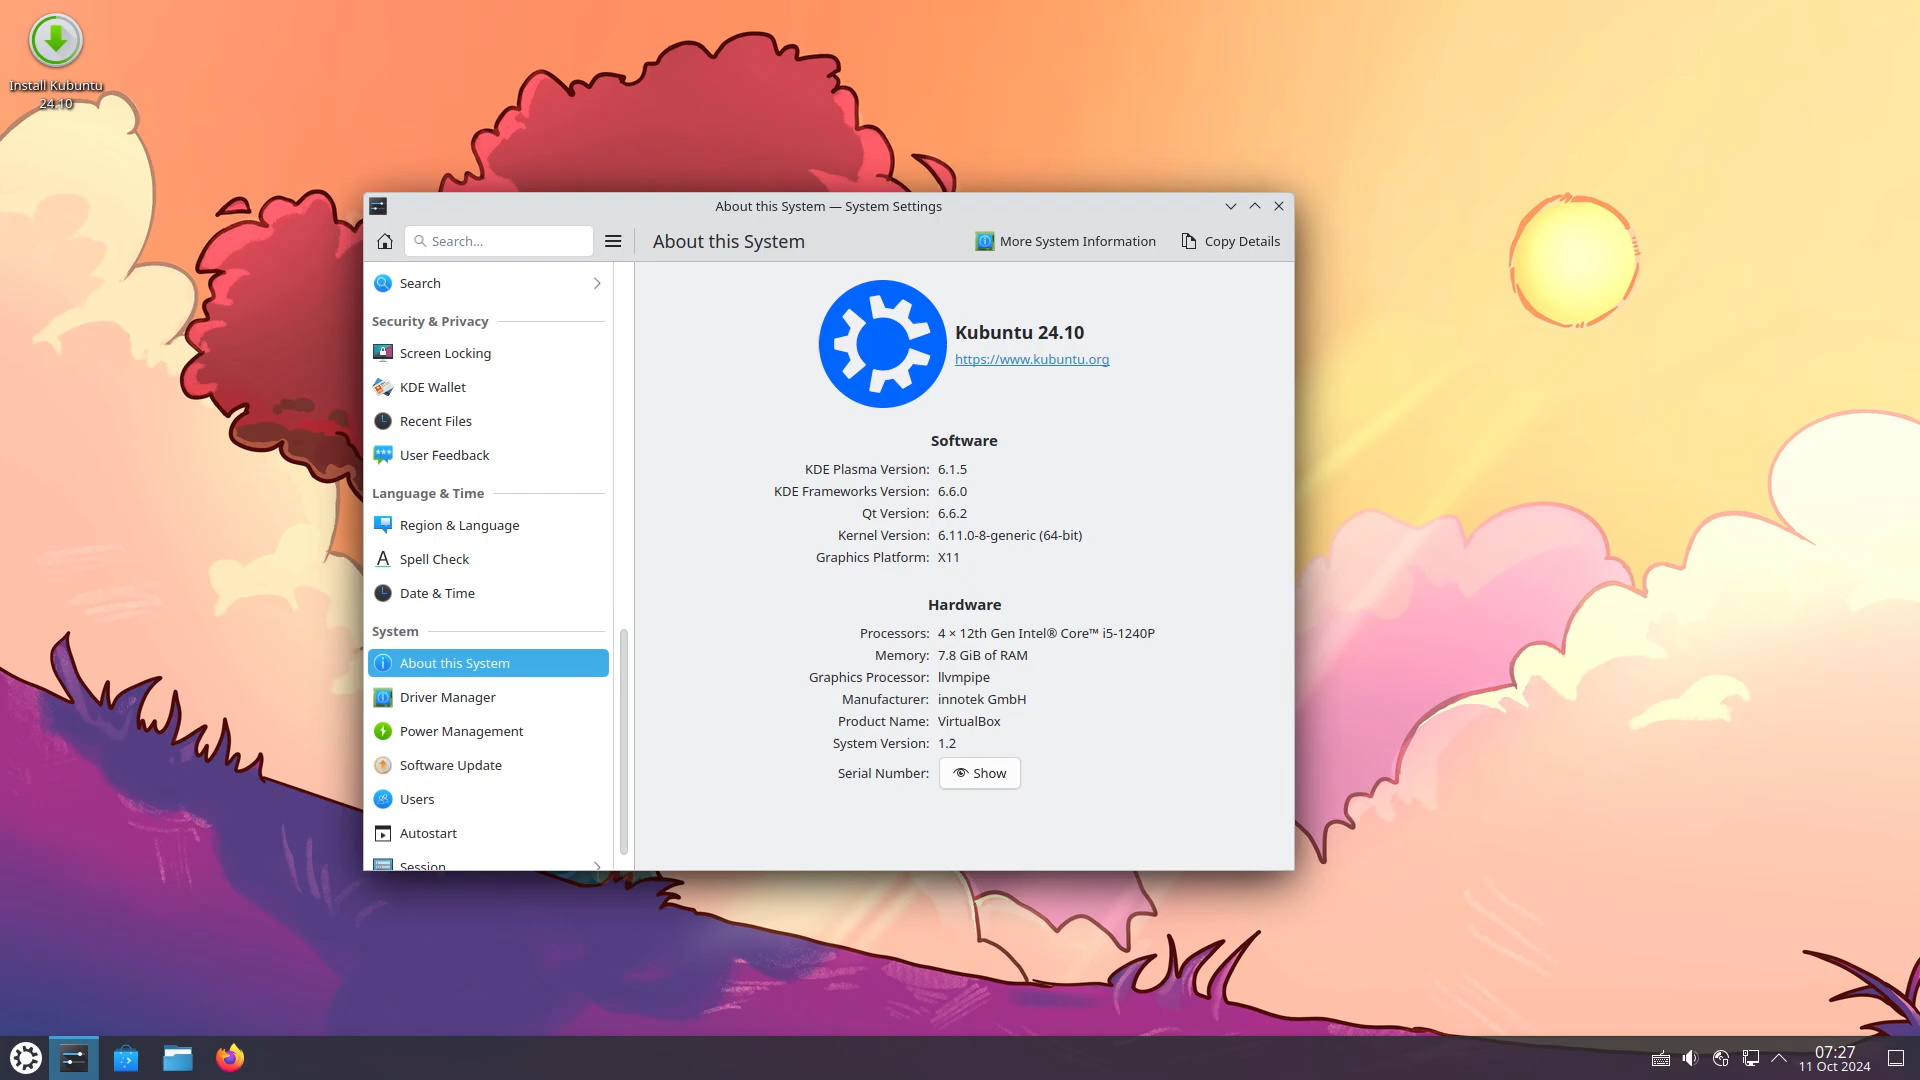 Install Kubuntu
24.10
About this System — System Settings
Search...
About this System
More System Information
Copy Details
Search
Security & Privacy
Screen Locking
KDE Wallet
Recent Files
User Feedback
Language & Time
Region & Language
Spell Check
Date & Time
System
About this System
Driver Manager
Power Management
Software Update
Users
Autostart
Session
Kubuntu 24.10
https://www.kubuntu.org
Software
KDE Plasma Version: 6.1.5
KDE Frameworks Version: 6.6.0
Qt Version: 6.6.2
Kernel Version: 6.11.0-8-generic (64-bit)
Graphics Platform: X11
Hardware
Processors: 4 × 12th Gen Intel® Core™ i5-1240P
Memory: 7.8 GiB of RAM
Graphics Processor: llvmpipe
Manufacturer: innotek GmbH
Product Name: VirtualBox
System Version: 1.2
Serial Number: Show
07:27
11 Oct 2024